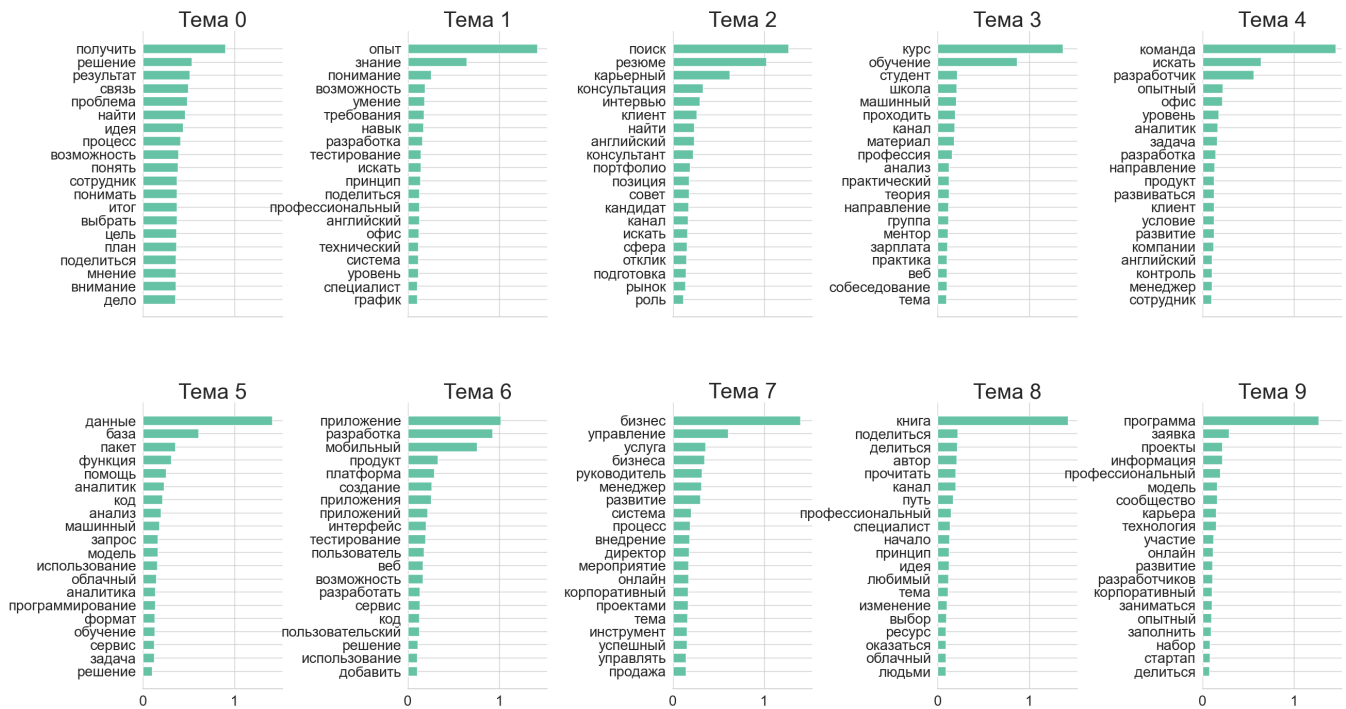 Тема 0
получить
решение
результат
связь
проблема
найти
идея
процесс
возможность
понять
сотрудник
понимать
итог
выбрать
цель
план
поделиться
мнение
внимание
дело
Тема 1
опыт
знание
понимание
возможность
умение
требования
навык
разработка
тестирование
искать
принцип
поделиться
профессиональный
английский
офис
технический
система
уровень
специалист
график
Тема 2
поиск
резюме
карьерный
консультация
интервью
клиент
найти
английский
консультант
портфолио
позиция
совет
кандидат
канал
искать
сфера
отклик
подготовка
рынок
роль
Тема 3
курс
обучение
студент
школа
машинный
проходить
канал
материал
профессия
анализ
практический
теория
направление
группа
ментор
зарплата
практика
веб
собеседование
тема
Тема 4
команда
искать
разработчик
опытный
офис
уровень
аналитик
задача
разработка
направление
продукт
развиваться
клиент
условие
развитие
компании
английский
контроль
менеджер
сотрудник
Тема 5
данные
база
пакет
функция
помощь
аналитик
код
анализ
машинный
запрос
модель
использование
облачный
аналитика
программирование
формат
обучение
сервис
задача
решение
0 1
Тема 6
приложение
разработка
мобильный
продукт
платформа
создание
приложения
приложений
интерфейс
тестирование
пользователь
веб
возможность
разработать
сервис
код
пользовательский
решение
использование
добавить
0 1
Тема 7
бизнес
управление
услуга
бизнеса
руководитель
менеджер
развитие
система
процесс
внедрение
директор
мероприятие
онлайн
корпоративный
проектами
тема
инструмент
успешный
управлять
продажа
0 1
Тема 8
книга
поделиться
делиться
автор
прочитать
канал
путь
профессиональный
специалист
начало
принцип
идея
любимый
тема
изменение
выбор
ресурс
оказаться
облачный
людьми
0 1
Тема 9
программа
заявка
проекты
информация
профессиональный
модель
сообщество
карьера
технология
участие
онлайн
развитие
разработчиков
корпоративный
заниматься
опытный
заполнить
набор
стартап
делиться
0 1